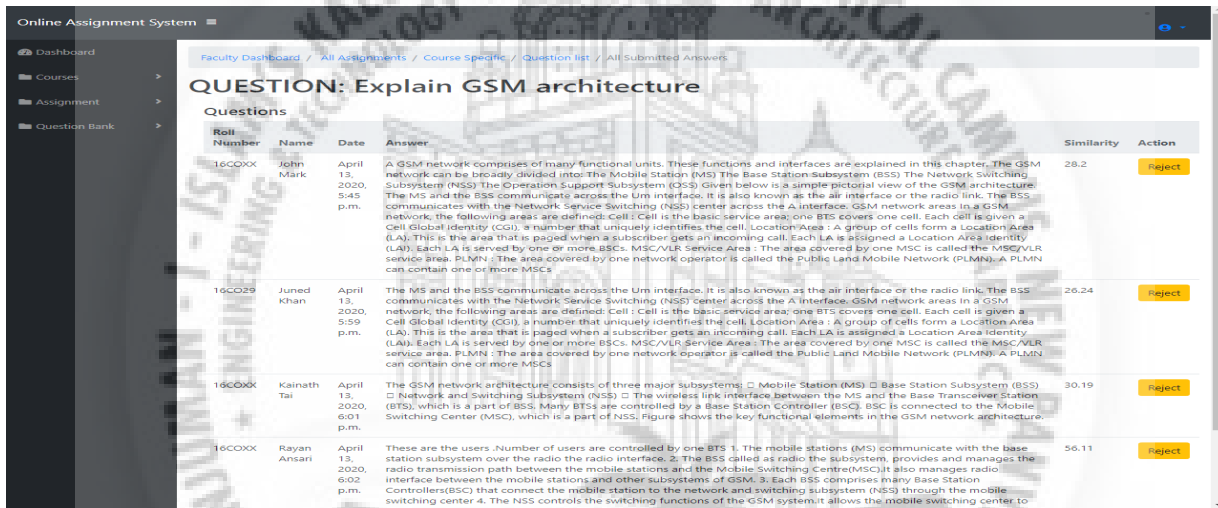 Online Assignment System
Dashboard
Courses
Assignment
Question Bank
Faculty Dashboard / All Assignments / Course Specific / Question list / All Submitted Answers
QUESTION: Explain GSM architecture
Questions
Roll Number Name Date Answer Similarity Action
16COXX John Mark April 13, 2020, 5:45 p.m.
A GSM network comprises of many functional units. These functions and interfaces are explained in this chapter. The GSM
network can be broadly divided into: The Mobile Station (MS) The Base Station Subsystem (BSS) The Network Switching
Subsystem (NSS) The Operation Support Subsystem (OSS) Given below is a simple pictorial view of the GSM architecture.
The MS and the BSS communicate across the Um interface. It is also known as the air interface or the radio link. The BSS
communicates with the Network Service Switching (NSS) center across the A interface. GSM network areas In a GSM
network, the following areas are defined: Cell : Cell is the basic service area; one BTS covers one cell. Each cell is given a
Cell Global Identity (CGI), a number that uniquely identifies the cell. Location Area : A group of cells form a Location Area
(LA). This is the area that is paged when a subscriber gets an incoming call. Each LA is assigned a Location Area Identity
(LAI). Each LA is served by one or more BSCs. MSC/VLR Service Area : The area covered by one MSC is called the MSC/VLR
service area. PLMN : The area covered by one network operator is called the Public Land Mobile Network (PLMN). A PLMN
can contain one or more MSCs
28.2 Reject
16CO29 Juned Khan April 13, 2020, 5:59 p.m.
The MS and the BSS communicate across the Um interface. It is also known as the air interface or the radio link. The BSS
communicates with the Network Service Switching (NSS) center across the A interface. GSM network areas In a GSM
network, the following areas are defined: Cell : Cell is the basic service area; one BTS covers one cell. Each cell is given a
Cell Global Identity (CGI), a number that uniquely identifies the cell. Location Area : A group of cells form a Location Area
(LA). This is the area that is paged when a subscriber gets an incoming call. Each LA is assigned a Location Area Identity
(LAI). Each LA is served by one or more BSCs. MSC/VLR Service Area : The area covered by one MSC is called the MSC/VLR
service area. PLMN : The area covered by one network operator is called the Public Land Mobile Network (PLMN). A PLMN
can contain one or more MSCs
26.24 Reject
16COXX Kainath Tai April 13, 2020, 6:01 p.m.
The GSM network architecture consists of three major subsystems: □ Mobile Station (MS) □ Base Station Subsystem (BSS)
□ Network and Switching Subsystem (NSS) □ The wireless link interface between the MS and the Base Transceiver Station
(BTS), which is a part of BSS. Many BTSs are controlled by a Base Station Controller (BSC). BSC is connected to the Mobile
Switching Center (MSC), which is a part of NSS. Figure shows the key functional elements in the GSM network architecture.
30.19 Reject
16COXX Rayan Ansari April 13, 2020, 6:02 p.m.
These are the users .Number of users are controlled by one BTS 1. The mobile stations (MS) communicate with the base
station subsystem over the radio the radio interface. 2. The BSS called as radio the subsystem, provides and manages the
radio transmission path between the mobile stations and the Mobile Switching Centre(MSC).It also manages radio
interface between the mobile stations and other subsystems of GSM. 3. Each BSS comprises many Base Station
Controllers(BSC) that connect the mobile station to the network and switching subsystem (NSS) through the mobile
switching center 4. The NSS controls the switching functions of the GSM system.It allows the mobile switching center to
56.11 Reject